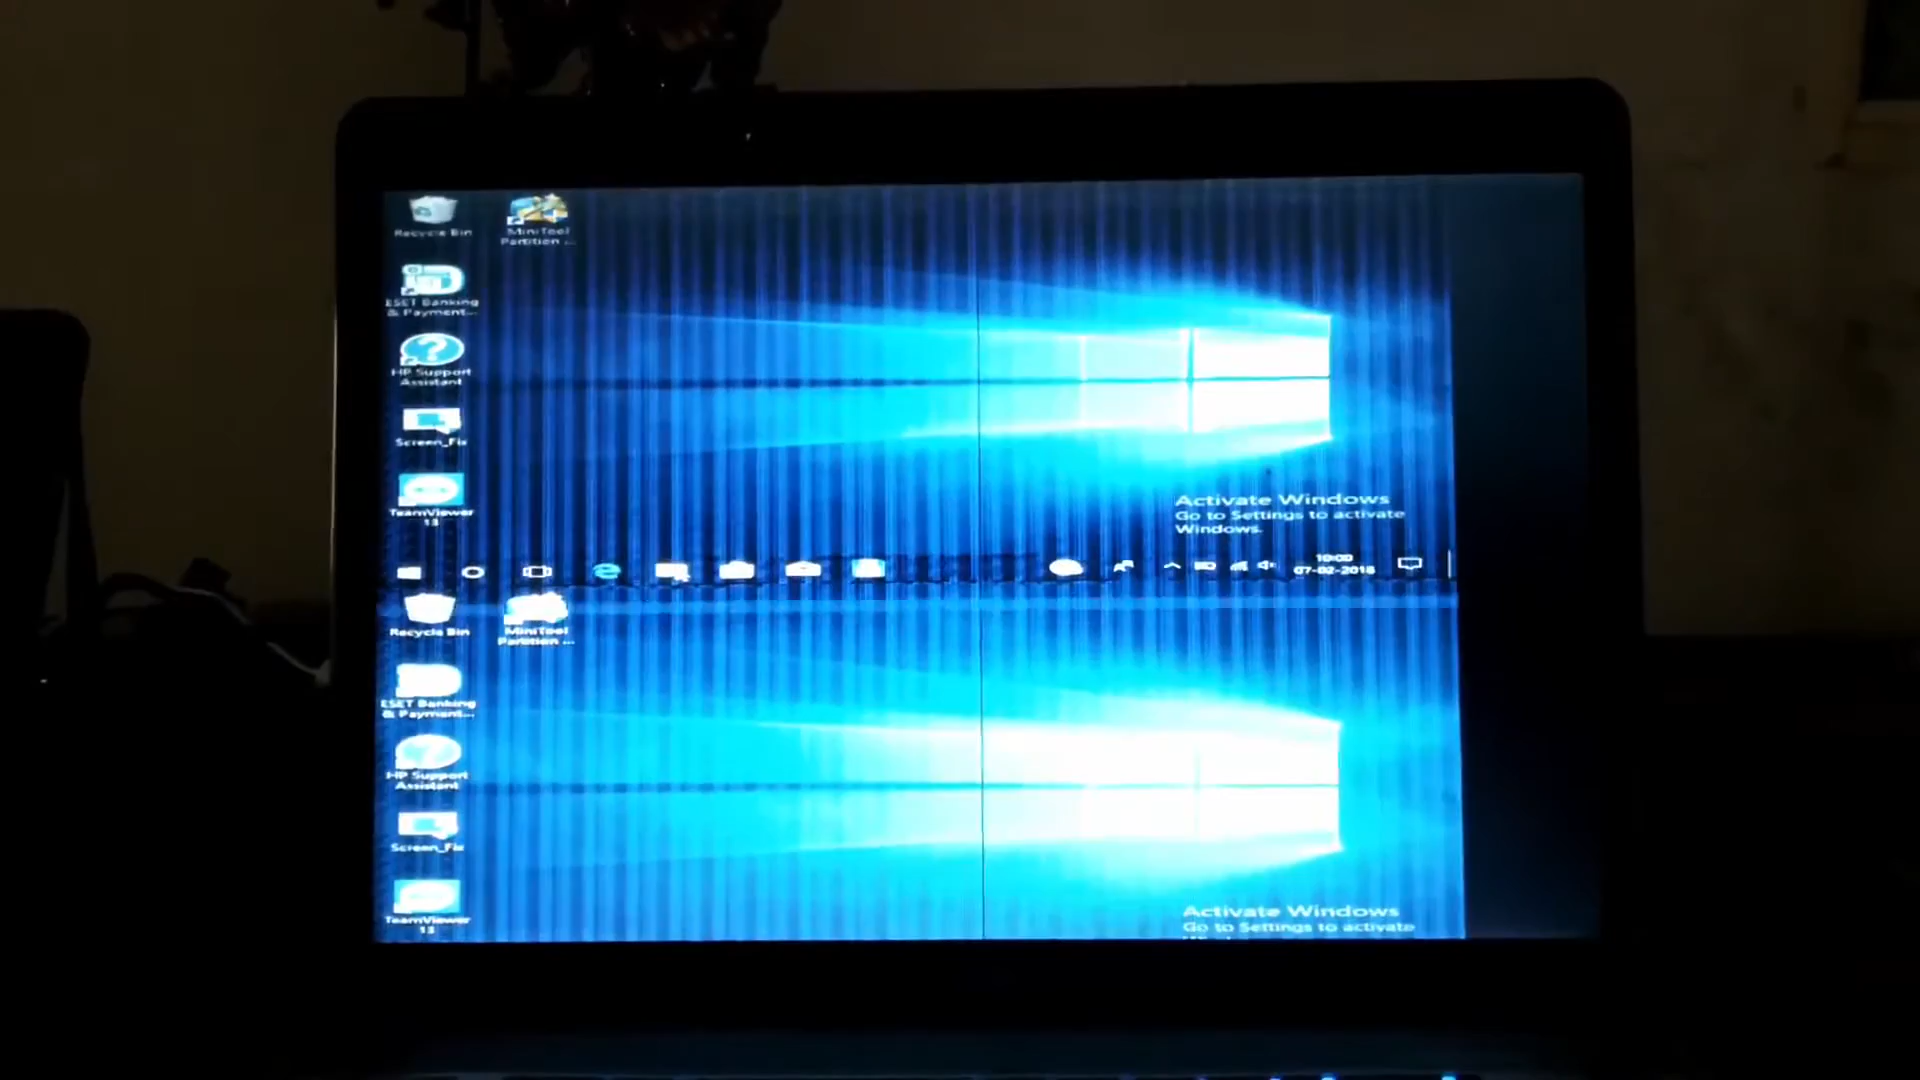 Recycle Bin
MiniTool
Partition ...
ESET Banking
& Payment...
HP Support
Assistant
Screen_Fix
TeamViewer
13
Activate Windows
Go to Settings to activate
Windows.
10:00
07-02-2018
Recycle Bin
MiniTool
Partition ...
ESET Banking
& Payment...
HP Support
Assistant
Screen_Fix
TeamViewer
13
Activate Windows
Go to Settings to activate